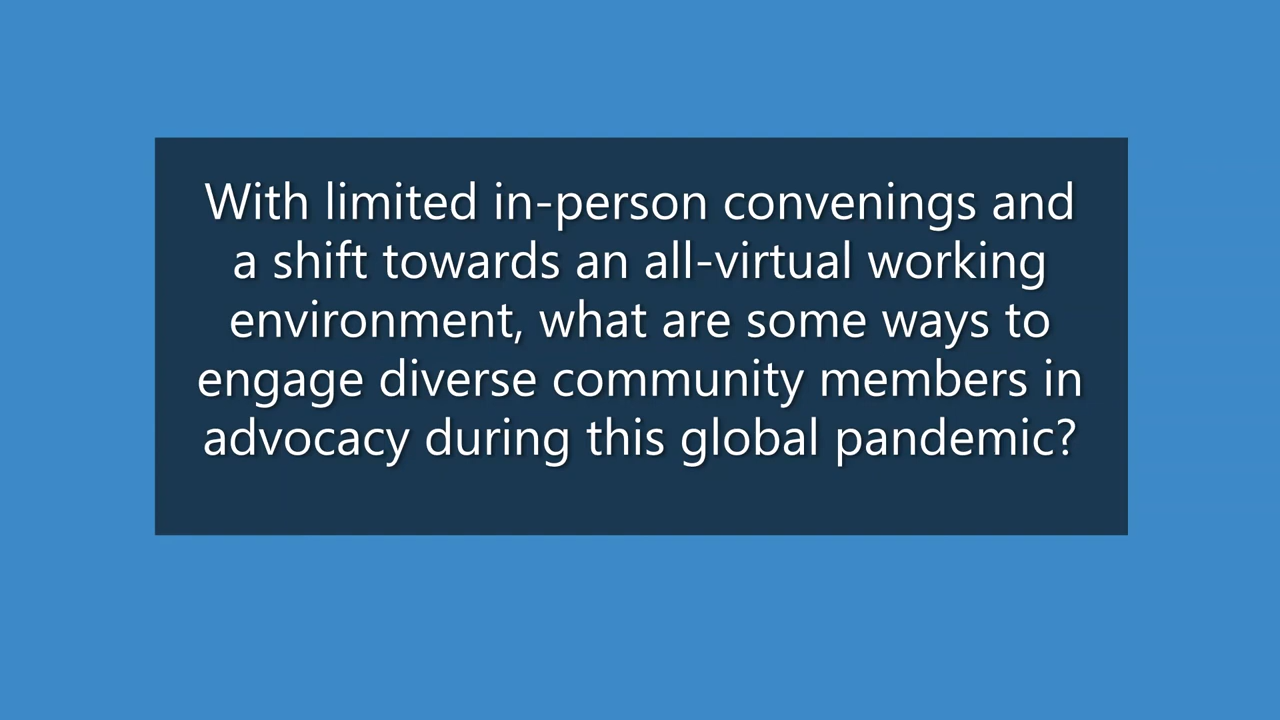 With limited in-person convenings and
a shift towards an all-virtual working
environment, what are some ways to
engage diverse community members in
advocacy during this global pandemic?